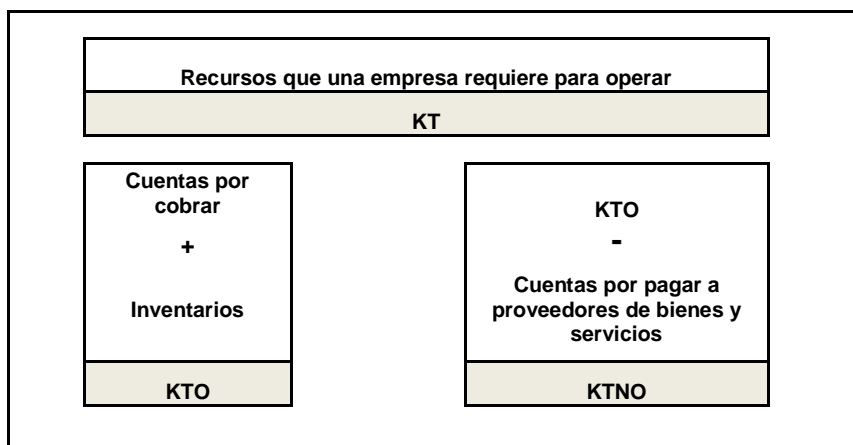 Recursos que una empresa requiere para operar
KT
Cuentas por
cobrar
+
Inventarios
KTO
KTO
-
Cuentas por pagar a
proveedores de bienes y
servicios
KTNO